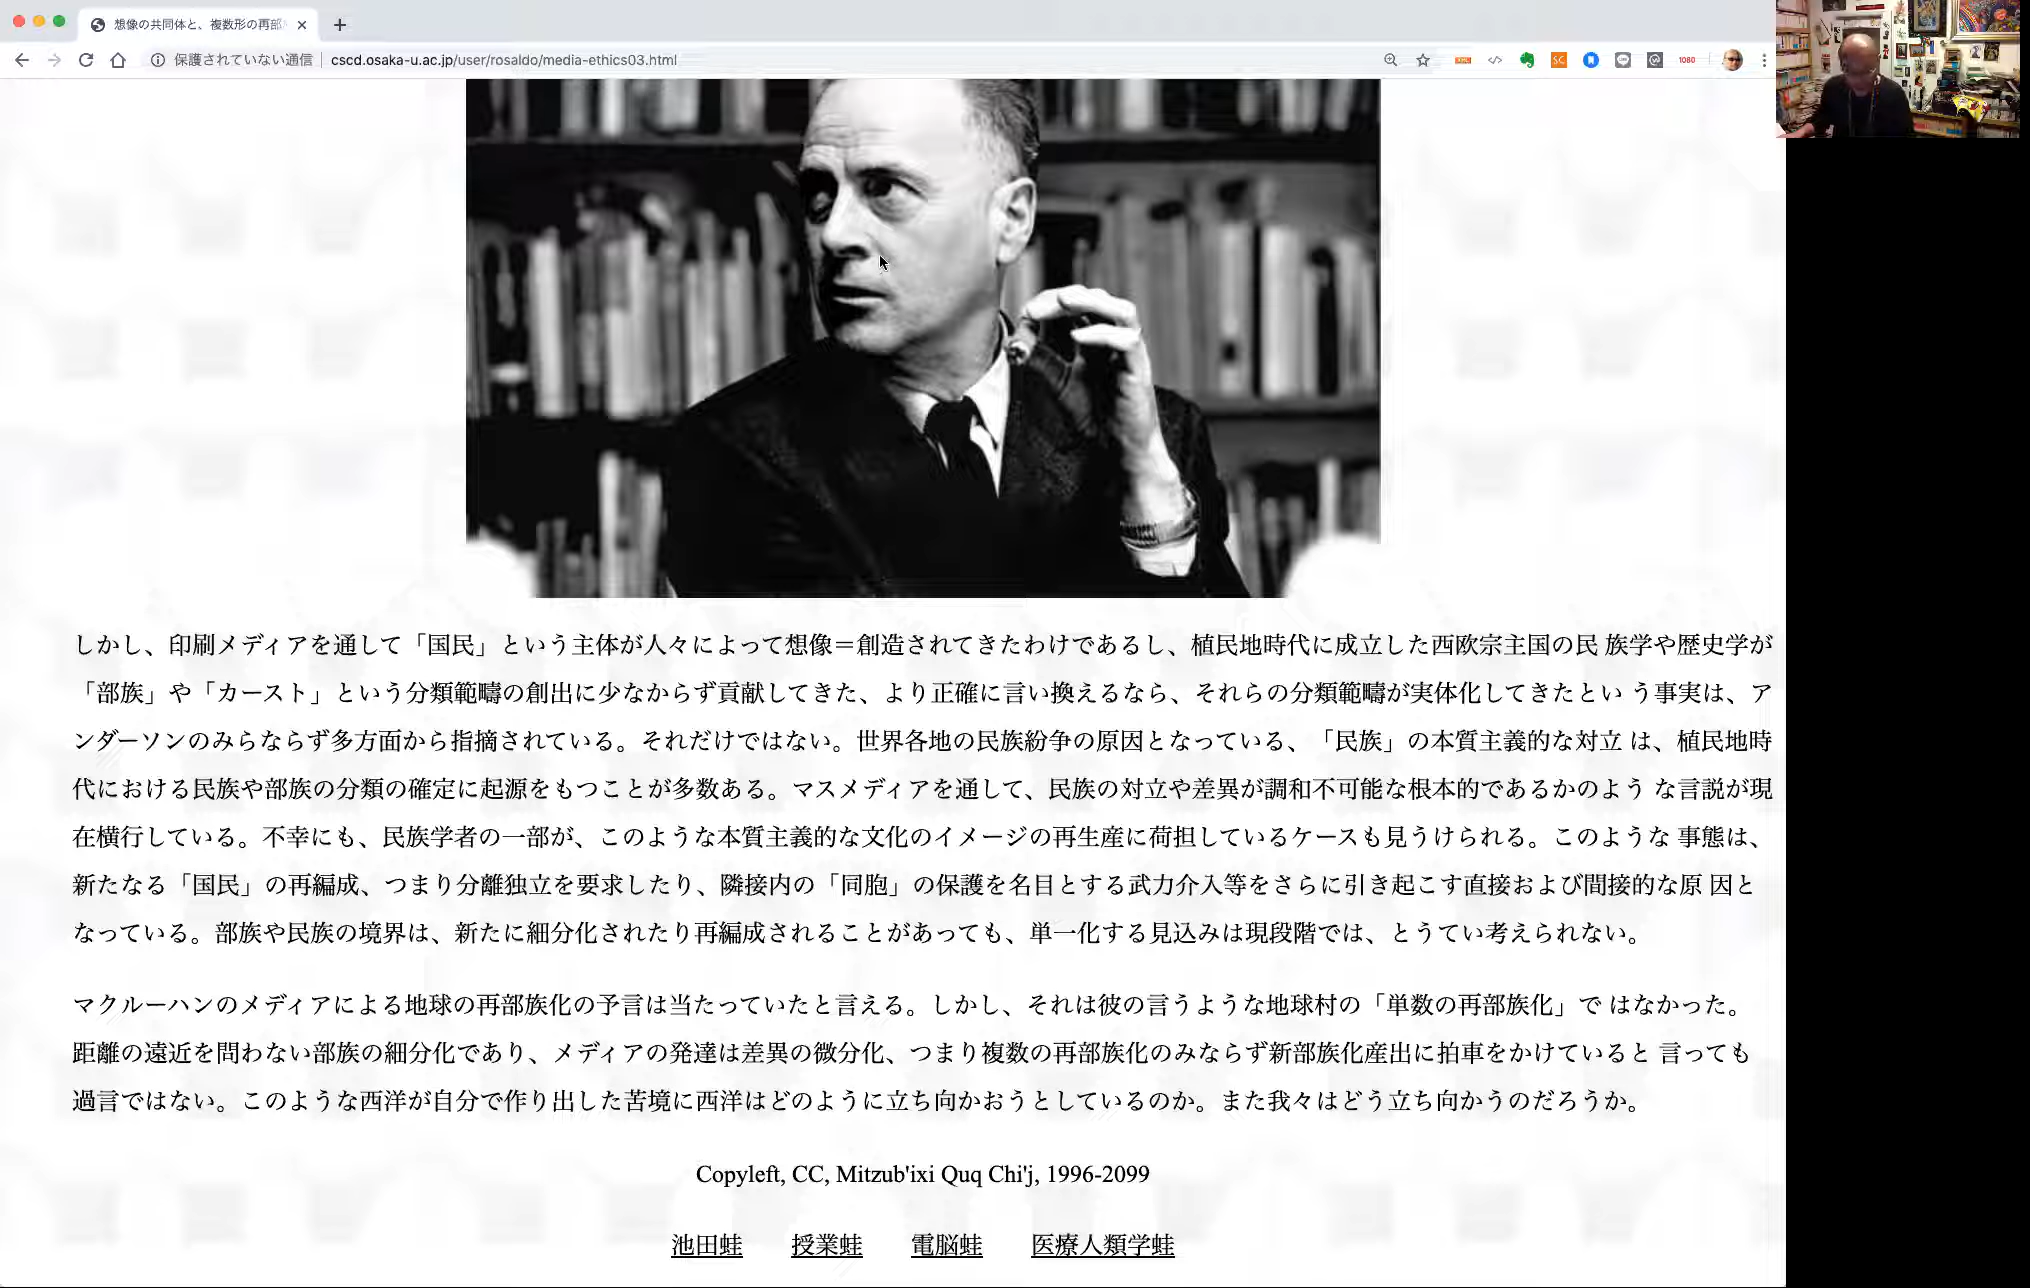 想像の共同体と、複数形の再部
保護されていない通信
cscd.osaka-u.ac.jp/user/rosaldo/media-ethics03.html
SC
1080
しかし、印刷メディアを通して「国民」という主体が人々によって想像＝創造されてきたわけであるし、植民地時代に成立した西欧宗主国の民 族学や歴史学が
「部族」や「カースト」という分類範疇の創出に少なからず貢献してきた、より正確に言い換えるなら、それらの分類範疇が実体化してきたとい う事実は、ア
ンダーソンのみらならず多方面から指摘されている。それだけではない。世界各地の民族紛争の原因となっている、「民族」の本質主義的な対立 は、植民地時
代における民族や部族の分類の確定に起源をもつことが多数ある。マスメディアを通して、民族の対立や差異が調和不可能な根本的であるかのよう な言説が現
在横行している。不幸にも、民族学者の一部が、このような本質主義的な文化のイメージの再生産に荷担しているケースも見うけられる。このような 事態は、
新たなる「国民」の再編成、つまり分離独立を要求したり、隣接内の「同胞」の保護を名目とする武力介入等をさらに引き起こす直接および間接的な原 因と
なっている。部族や民族の境界は、新たに細分化されたり再編成されることがあっても、単一化する見込みは現段階では、とうてい考えられない。
マクルーハンのメディアによる地球の再部族化の予言は当たっていたと言える。しかし、それは彼の言うような地球村の「単数の再部族化」で はなかった。
距離の遠近を問わない部族の細分化であり、メディアの発達は差異の微分化、つまり複数の再部族化のみならず新部族化産出に拍車をかけていると 言っても
過言ではない。このような西洋が自分で作り出した苦境に西洋はどのように立ち向かおうとしているのか。また我々はどう立ち向かうのだろうか。
Copyleft, CC, Mitzub'ixi Quq Chi'j, 1996-2099
池田蛙 授業蛙 電脳蛙 医療人類学蛙